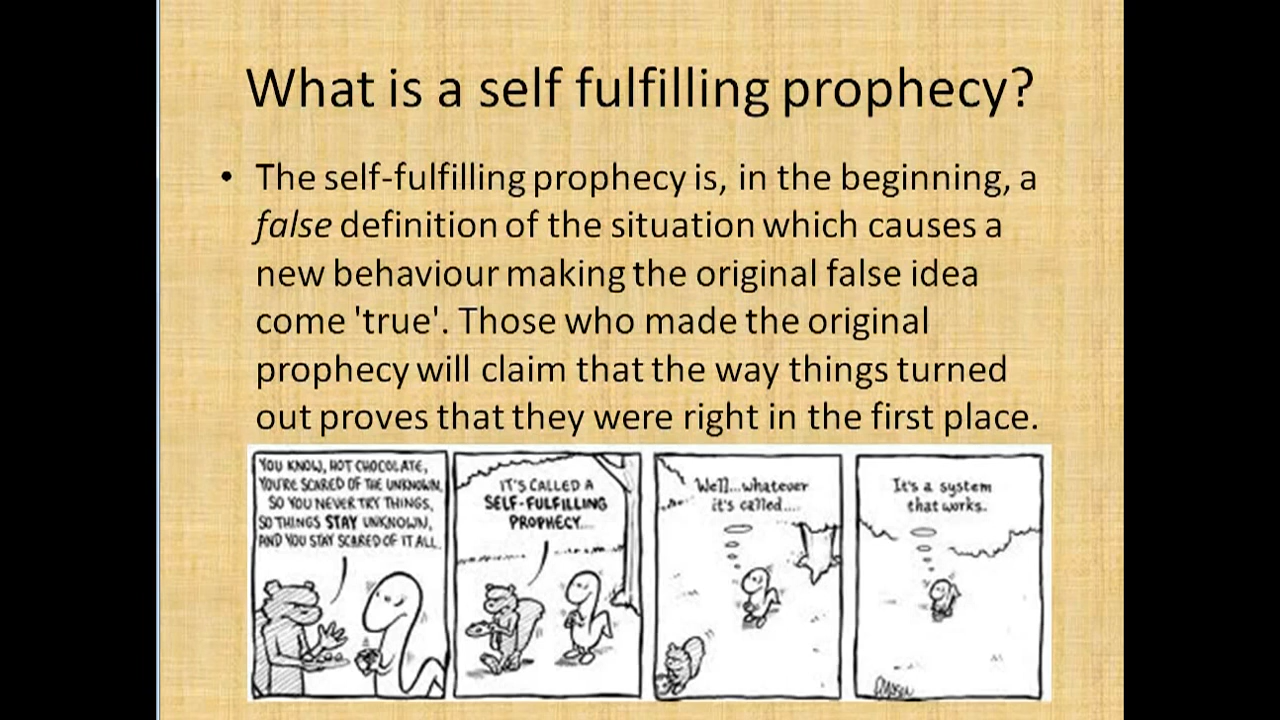 What is a self fulfilling prophecy?
• The self-fulfilling prophecy is, in the beginning, a
false definition of the situation which causes a
new behaviour making the original false idea
come 'true'. Those who made the original
prophecy will claim that the way things turned
out proves that they were right in the first place.
YOU KNOW, HOT CHOCOLATE,
YOU'RE SCARED OF THE UNKNOWN,
SO YOU NEVER TRY THINGS,
SO THINGS STAY UNKNOWN,
AND YOU STAY SCARED OF IT ALL.
IT'S CALLED A
SELF-FULFILLING
PROPHECY...
Well...whatever
it's called....
It's a system
that works.